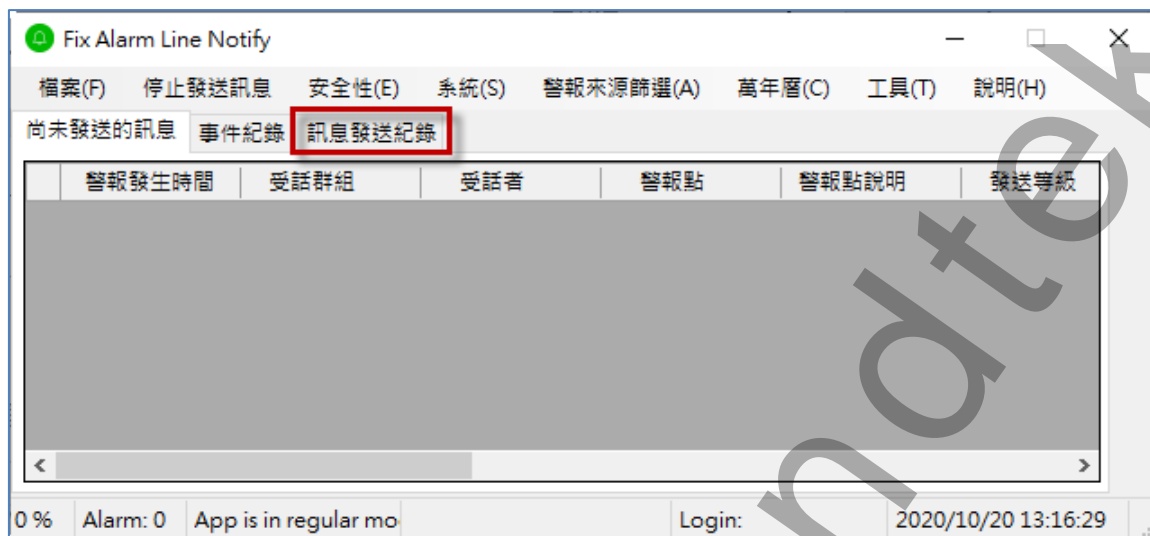 Fix Alarm Line Notify
檔案(F) 停止發送訊息 安全性(E) 系統(S) 警報來源篩選(A) 萬年曆(C) 工具(T) 說明(H)
尚未發送的訊息 事件紀錄 訊息發送紀錄
警報發生時間 受話群組 受話者 警報點 警報點說明 發送等級
0 % Alarm: 0 App is in regular mo Login: 2020/10/20 13:16:29
ndtek